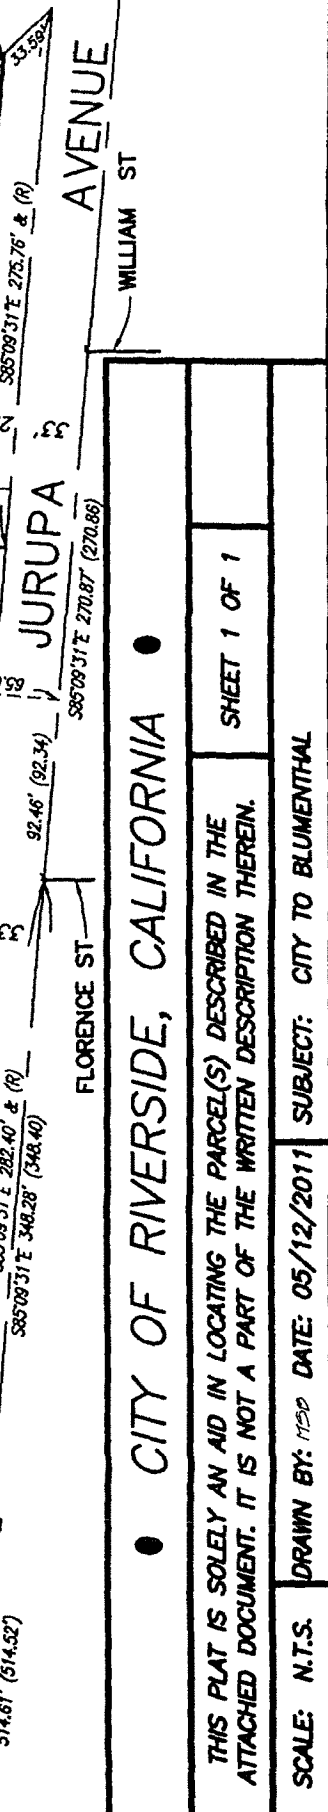 33.59'
S85°09'31"E 275.76' & (R)
AVENUE
WILLIAM ST
33'
JURUPA
S85°09'31"E 270.87' (270.86)
92.46' (92.34)
FLORENCE ST
282.40' & (R)
S85°09'31"E 348.28' (348.40)
514.61' (514.52')
• CITY OF RIVERSIDE, CALIFORNIA •
THIS PLAT IS SOLELY AN AID IN LOCATING THE PARCEL(S) DESCRIBED IN THE
ATTACHED DOCUMENT. IT IS NOT A PART OF THE WRITTEN DESCRIPTION THEREIN.
SHEET 1 OF 1
SCALE: N.T.S.
DRAWN BY: MSD
DATE: 05/12/2011
SUBJECT: CITY TO BLUMENTHAL